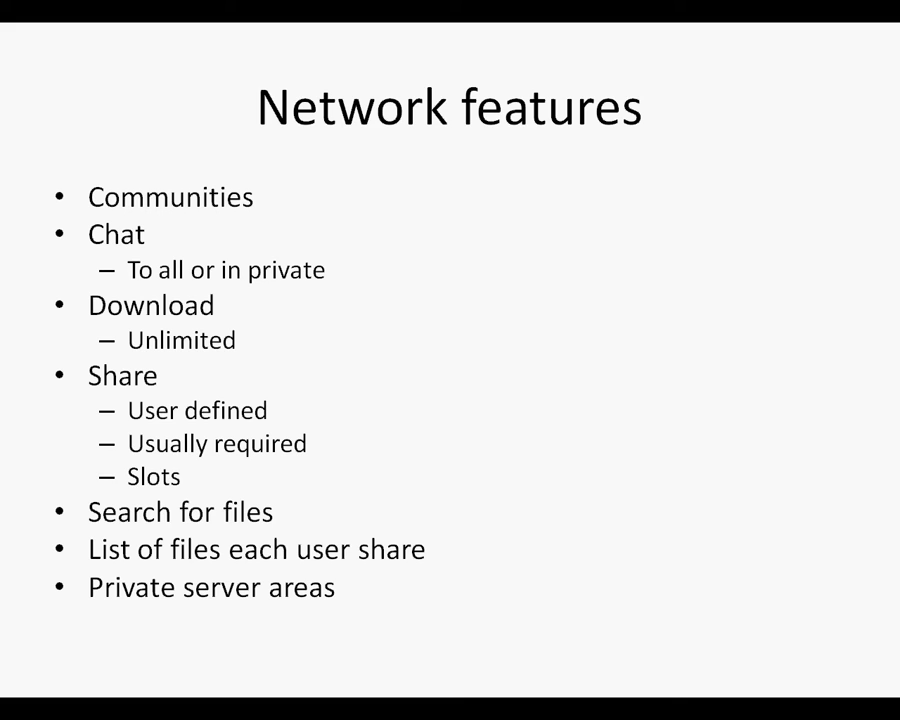 Network features
• Communities
• Chat
– To all or in private
• Download
– Unlimited
• Share
– User defined
– Usually required
– Slots
• Search for files
• List of files each user share
• Private server areas